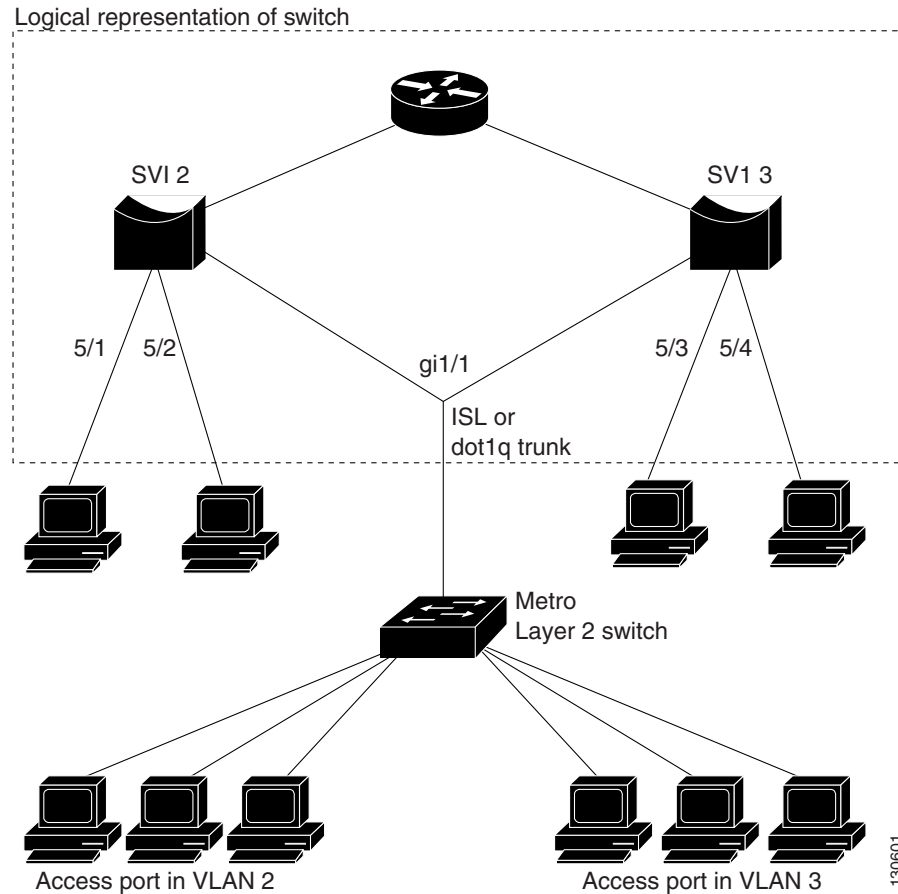 Logical representation of switch
SVI 2
SV1 3
5/1
5/2
gi1/1
5/3
5/4
ISL or
dot1q trunk
Metro
Layer 2 switch
Access port in VLAN 2
Access port in VLAN 3
130601